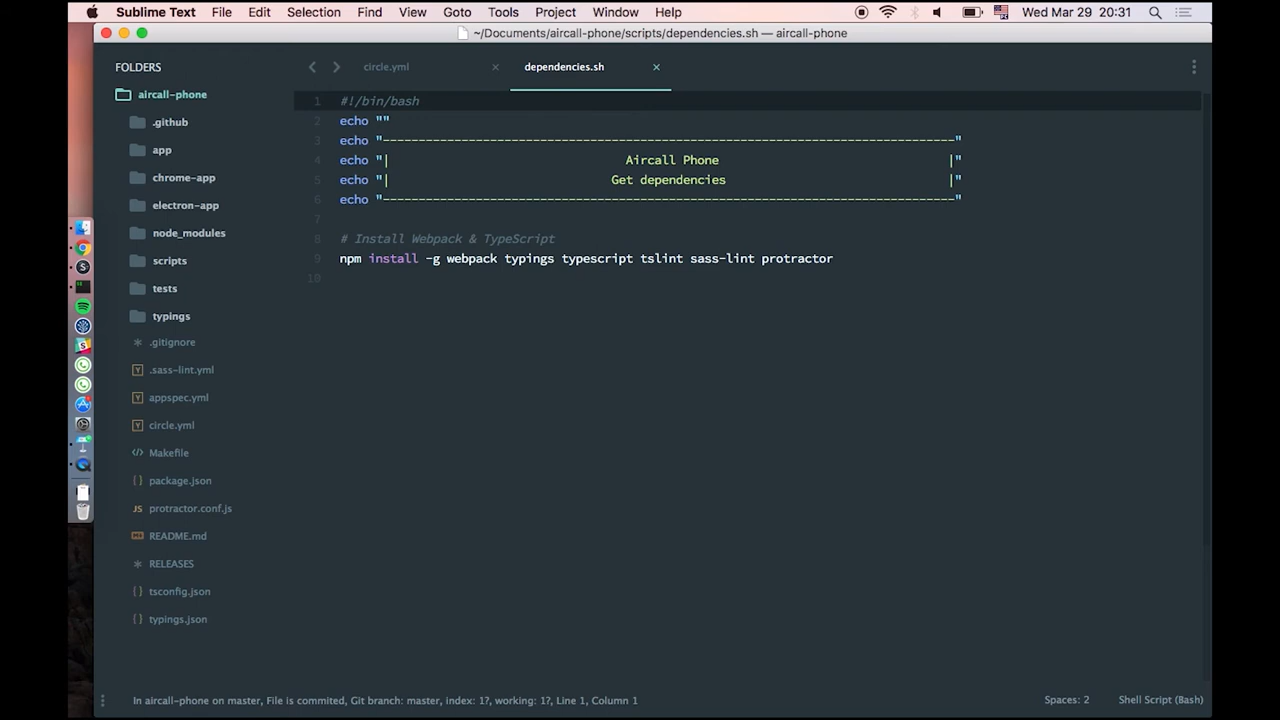 Sublime Text File Edit Selection Find View Goto Tools Project Window Help Wed Mar 29 20:31
~/Documents/aircall-phone/scripts/dependencies.sh — aircall-phone
FOLDERS
aircall-phone
.github
app
chrome-app
electron-app
node_modules
scripts
tests
typings
.gitignore
.sass-lint.yml
appspec.yml
circle.yml
Makefile
package.json
protractor.conf.js
README.md
RELEASES
tsconfig.json
typings.json
circle.yml dependencies.sh
1 #!/bin/bash
2 echo ""
3 echo "--------------------------------------------------------------------------------"
4 echo "| Aircall Phone |"
5 echo "| Get dependencies |"
6 echo "--------------------------------------------------------------------------------"
7
8 # Install Webpack & TypeScript
9 npm install -g webpack typings typescript tslint sass-lint protractor
10
In aircall-phone on master, File is commited, Git branch: master, index: 1?, working: 1?, Line 1, Column 1 Spaces: 2 Shell Script (Bash)